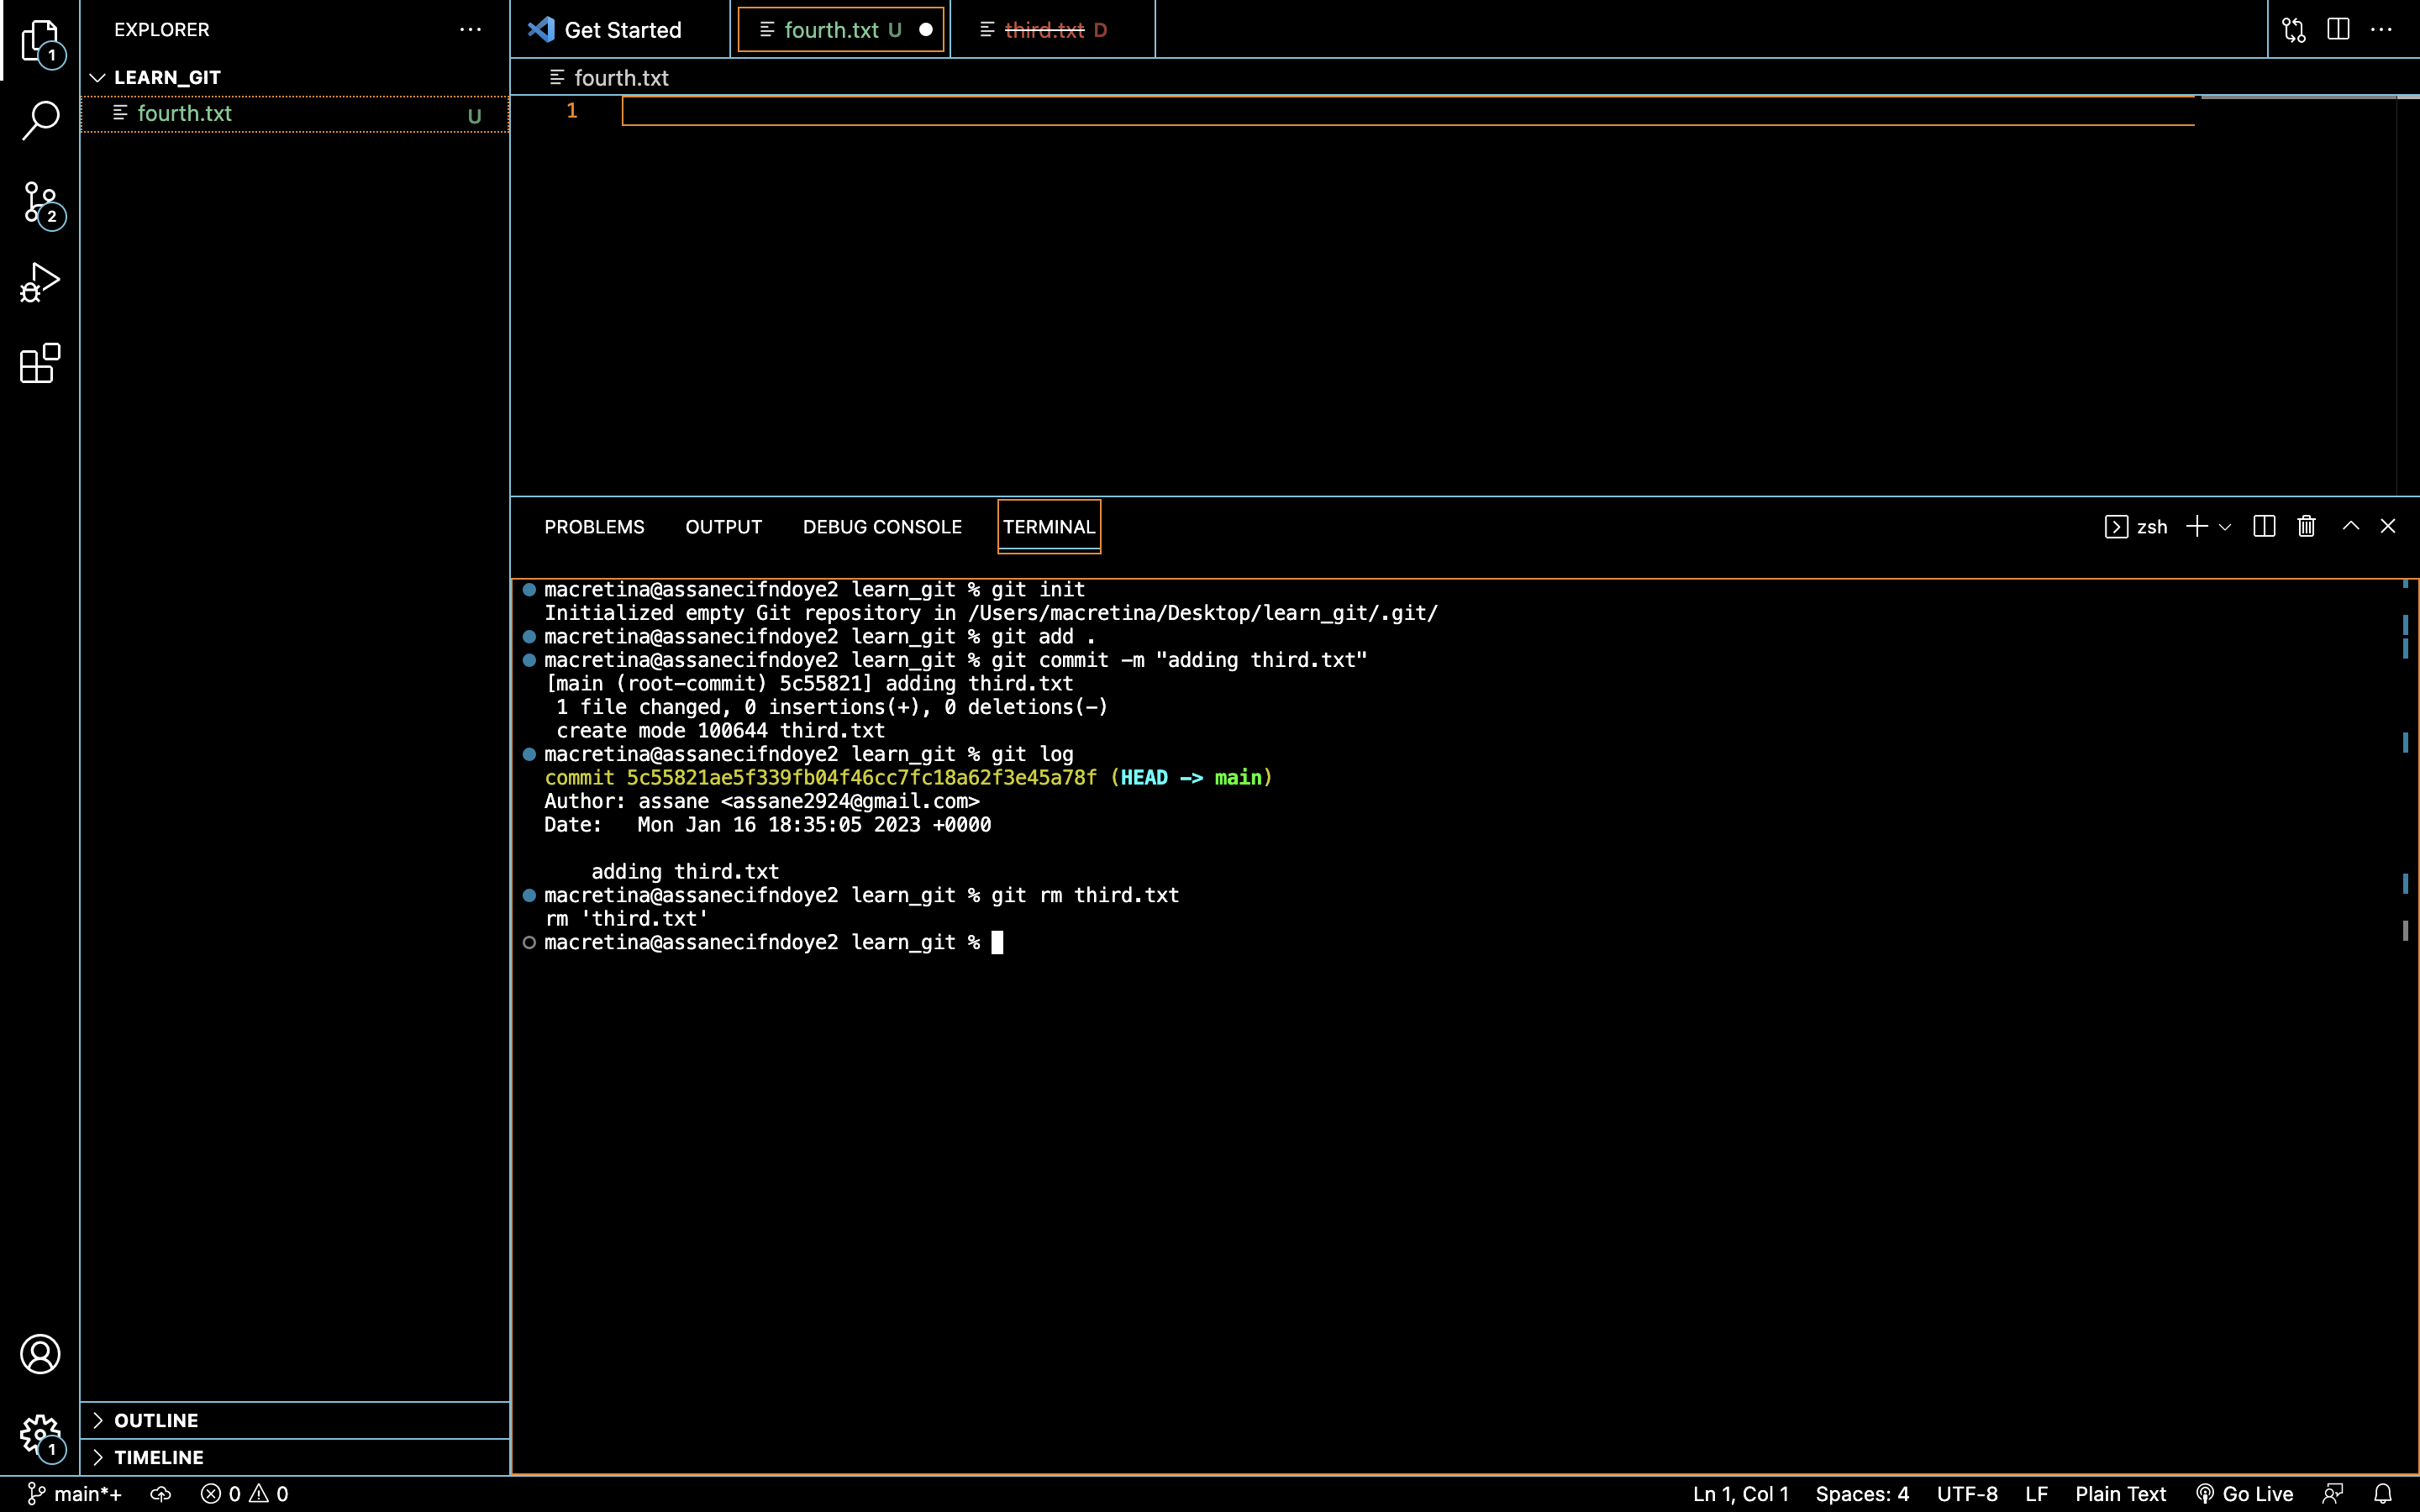 EXPLORER
LEARN_GIT
fourth.txt U
OUTLINE
TIMELINE
1
2
1
Get Started
fourth.txt U
third.txt D
fourth.txt
1
PROBLEMS OUTPUT DEBUG CONSOLE TERMINAL
zsh
macretina@assanecifndoye2 learn_git % git init
Initialized empty Git repository in /Users/macretina/Desktop/learn_git/.git/
macretina@assanecifndoye2 learn_git % git add .
macretina@assanecifndoye2 learn_git % git commit -m "adding third.txt"
[main (root-commit) 5c55821] adding third.txt
1 file changed, 0 insertions(+), 0 deletions(-)
create mode 100644 third.txt
macretina@assanecifndoye2 learn_git % git log
commit 5c55821ae5f339fb04f46cc7fc18a62f3e45a78f (HEAD -> main)
Author: assane <assane2924@gmail.com>
Date:   Mon Jan 16 18:35:05 2023 +0000
adding third.txt
macretina@assanecifndoye2 learn_git % git rm third.txt
rm 'third.txt'
macretina@assanecifndoye2 learn_git %
main*+ 0 0 Ln 1, Col 1 Spaces: 4 UTF-8 LF Plain Text Go Live